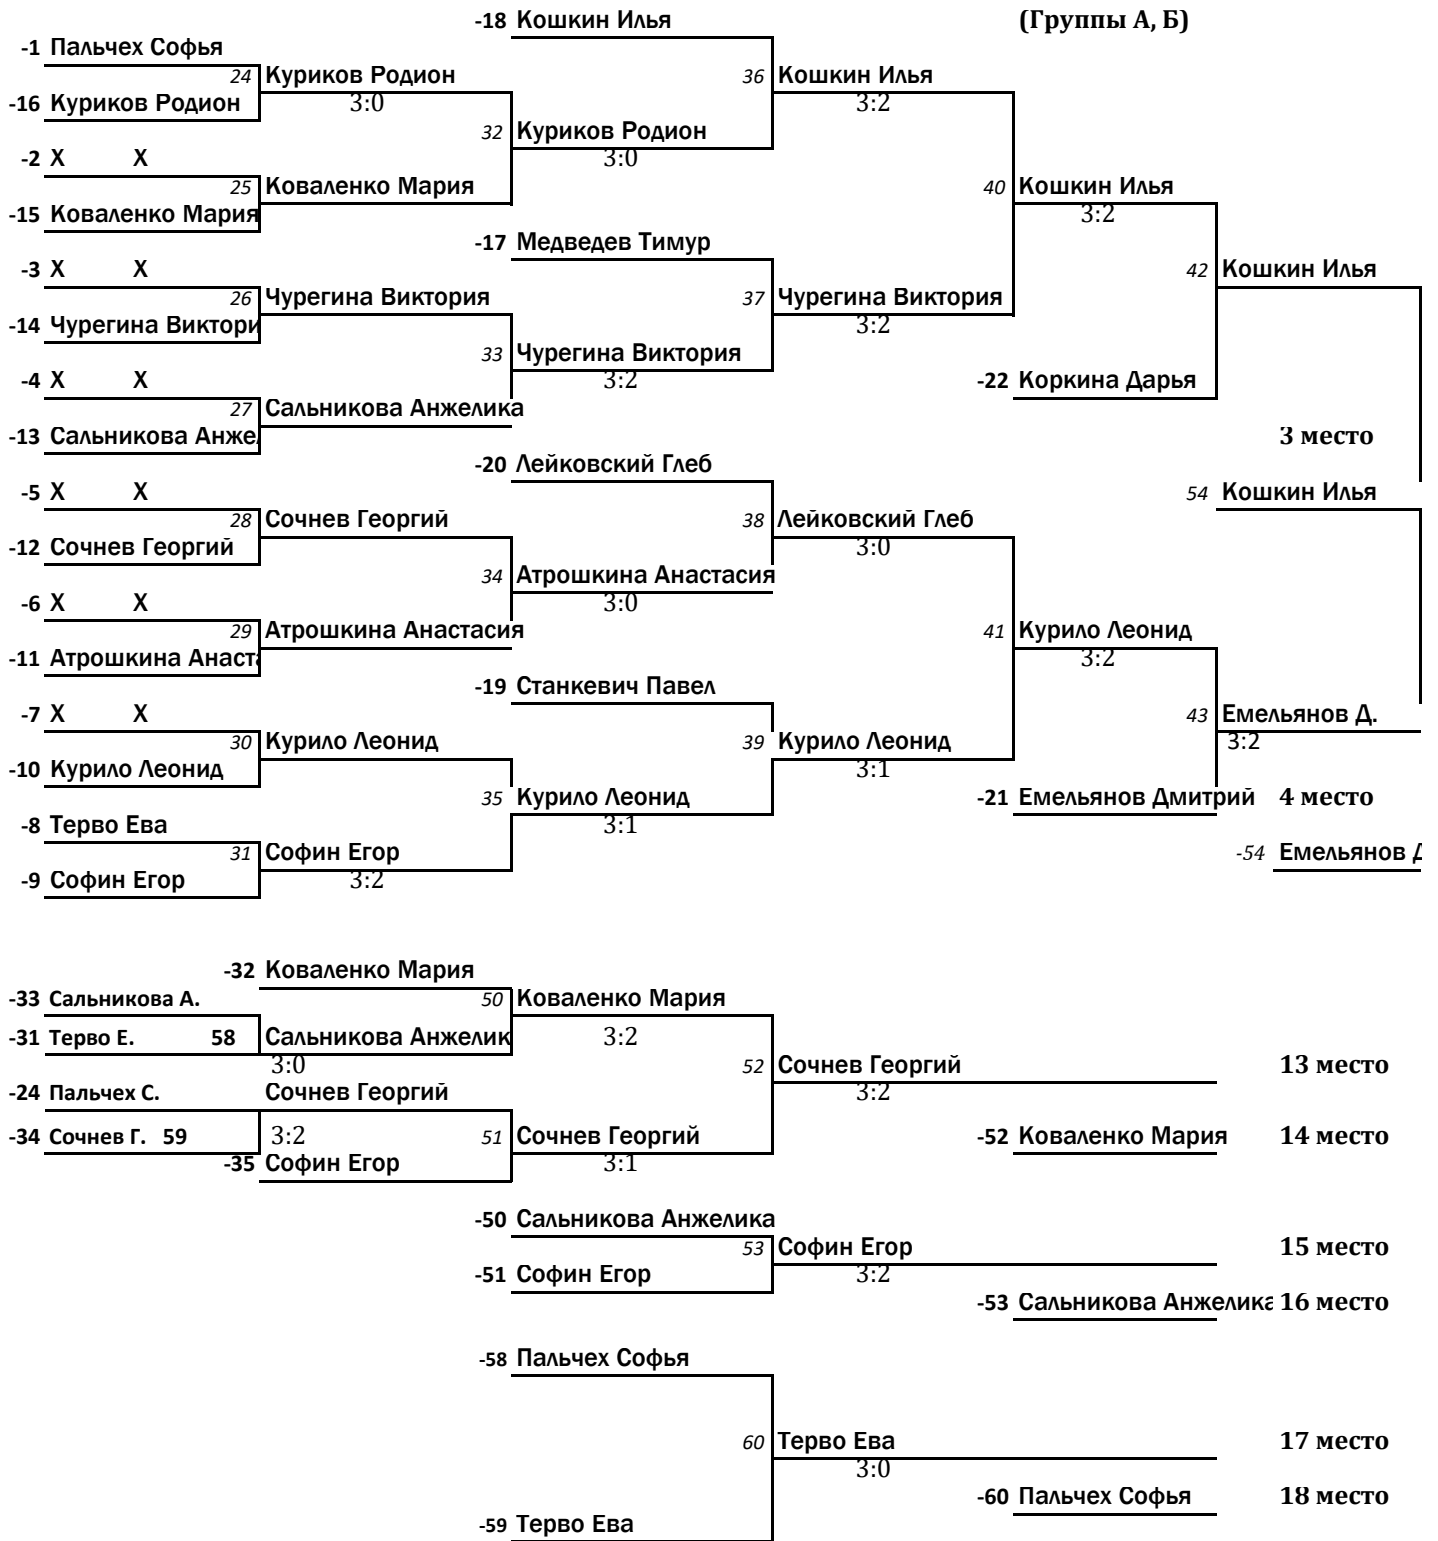 -18 Кошкин Илья (Группы А, Б)
-1 Пальчех Софья
24 Куриков Родион 36 Кошкин Илья
-16 Куриков Родион 3:0 3:2
32 Куриков Родион
-2 X X 3:0
25 Коваленко Мария 40 Кошкин Илья
-15 Коваленко Мария 3:2
-17 Медведев Тимур
-3 X X 42 Кошкин Илья
26 Чурегина Виктория 37 Чурегина Виктория
-14 Чурегина Виктори 3:2
33 Чурегина Виктория
-4 X X 3:2 -22 Коркина Дарья
27 Сальникова Анжелика
-13 Сальникова Анже 3 место
-20 Лейковский Глеб
-5 X X 54 Кошкин Илья
28 Сочнев Георгий 38 Лейковский Глеб
-12 Сочнев Георгий 3:0
34 Атрошкина Анастасия
-6 X X 3:0
29 Атрошкина Анастасия 41 Курило Леонид
-11 Атрошкина Анаст 3:2
-19 Станкевич Павел
-7 X X 43 Емельянов Д.
30 Курило Леонид 39 Курило Леонид 3:2
-10 Курило Леонид 3:1
35 Курило Леонид -21 Емельянов Дмитрий 4 место
-8 Терво Ева 3:1
31 Софин Егор -54 Емельянов Д
-9 Софин Егор 3:2
-32 Коваленко Мария
-33 Сальникова А. 50 Коваленко Мария
-31 Терво Е. 58 Сальникова Анжелик 3:2
3:0 52 Сочнев Георгий 13 место
-24 Пальчех С. Сочнев Георгий 3:2
-34 Сочнев Г. 59 3:2 51 Сочнев Георгий -52 Коваленко Мария 14 место
-35 Софин Егор 3:1
-50 Сальникова Анжелика
53 Софин Егор 15 место
-51 Софин Егор 3:2
-53 Сальникова Анжелика 16 место
-58 Пальчех Софья
60 Терво Ева 17 место
3:0
-60 Пальчех Софья 18 место
-59 Терво Ева